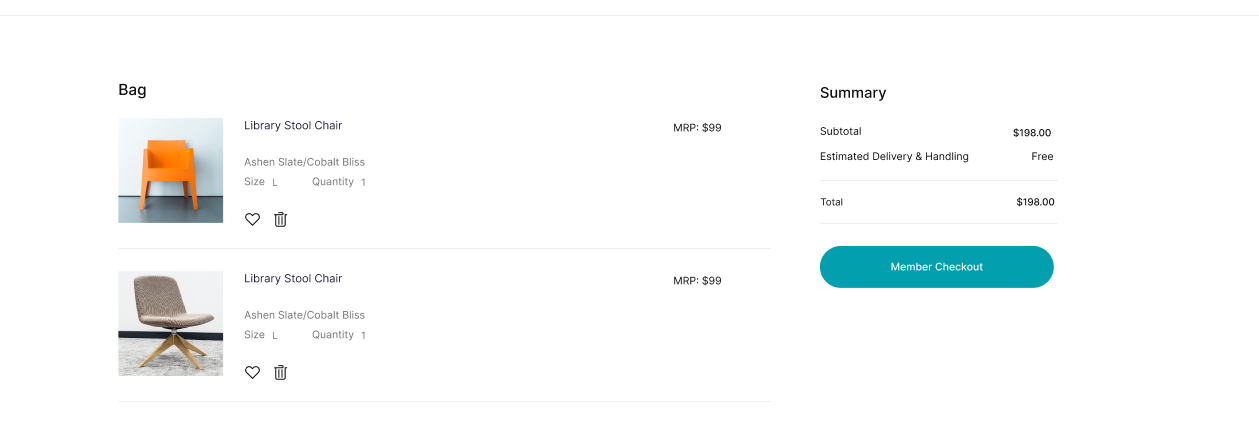 Bag
Library Stool Chair
MRP: $99
Ashen Slate/Cobalt Bliss
Size L Quantity 1
Library Stool Chair
MRP: $99
Ashen Slate/Cobalt Bliss
Size L Quantity 1
Summary
Subtotal $198.00
Estimated Delivery & Handling Free
Total $198.00
Member Checkout